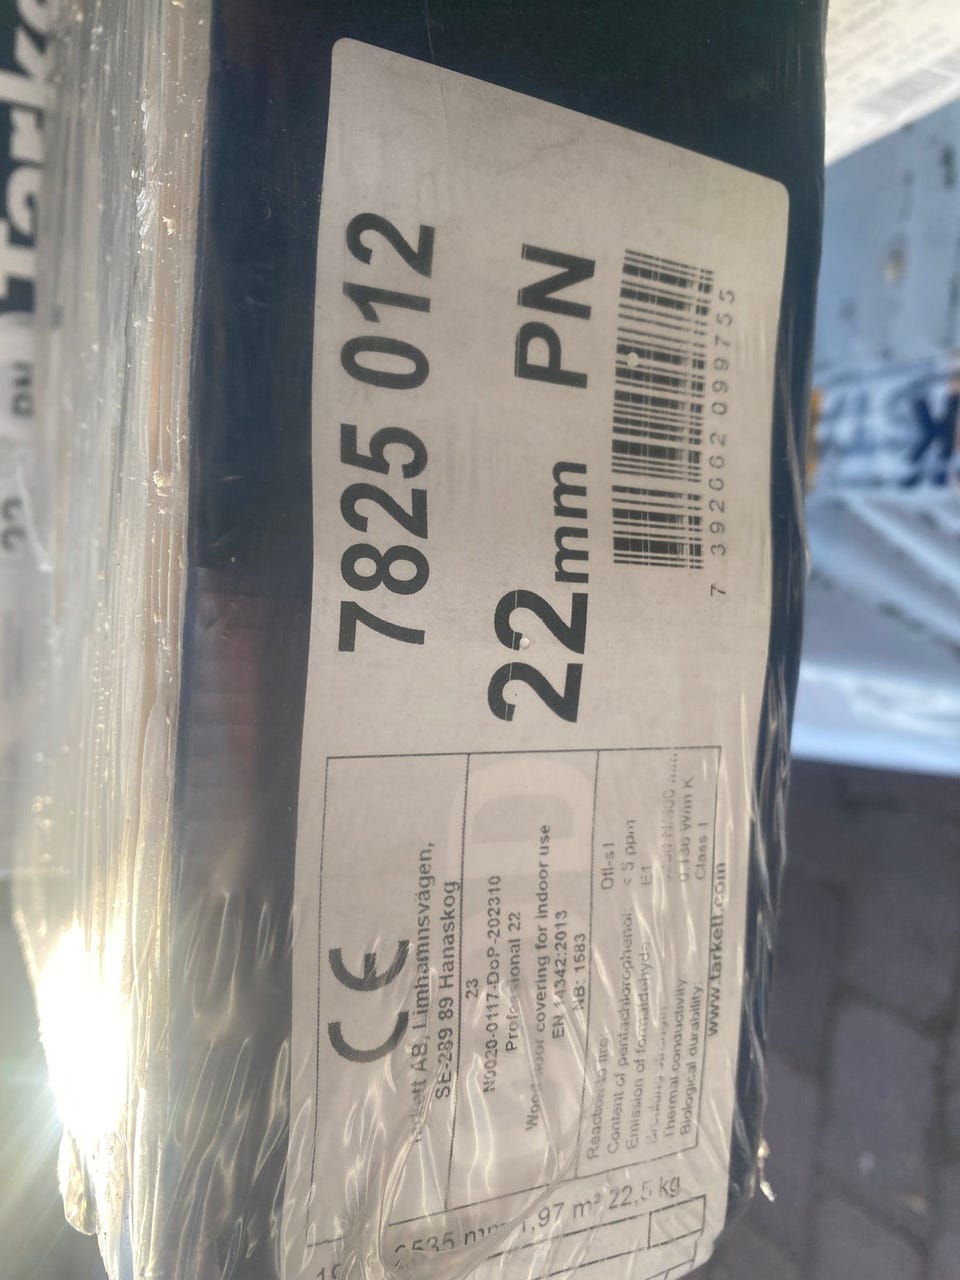 7825 012
22mm PN
7 392662 099755
CE
Tarkett AB, Limhamnsvägen,
SE-289 89 Hanaskog
23
N0020-0117-DoP-202310
Professional 22
Wood floor covering for indoor use
EN 14342:2013
NB: 1583
Reaction to fire: Dfl-s1
Content of pentachlorophenol: < 5 ppm
Emission of formaldehyde E1
Thermal conductivity W/m K
Biological durability Class 1
www.tarkett.com
mm 1,97 m² 22,5 kg